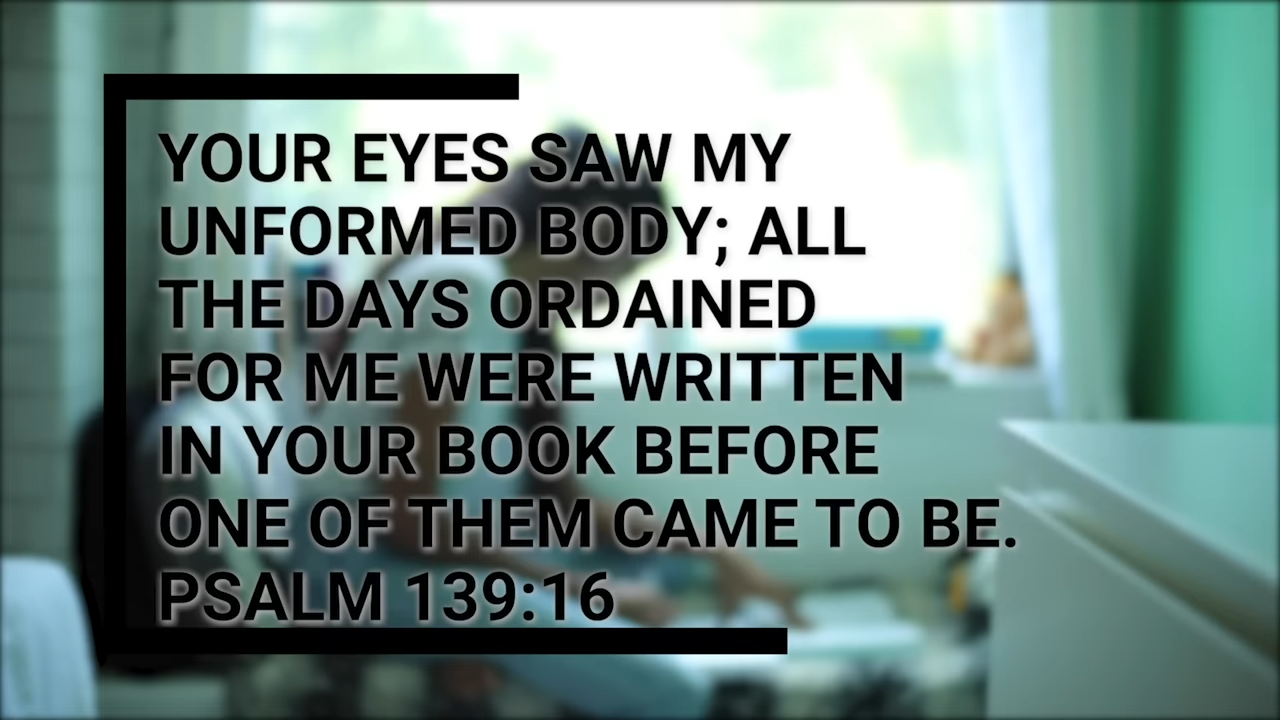 YOUR EYES SAW MY
UNFORMED BODY; ALL
THE DAYS ORDAINED
FOR ME WERE WRITTEN
IN YOUR BOOK BEFORE
ONE OF THEM CAME TO BE.
PSALM 139:16